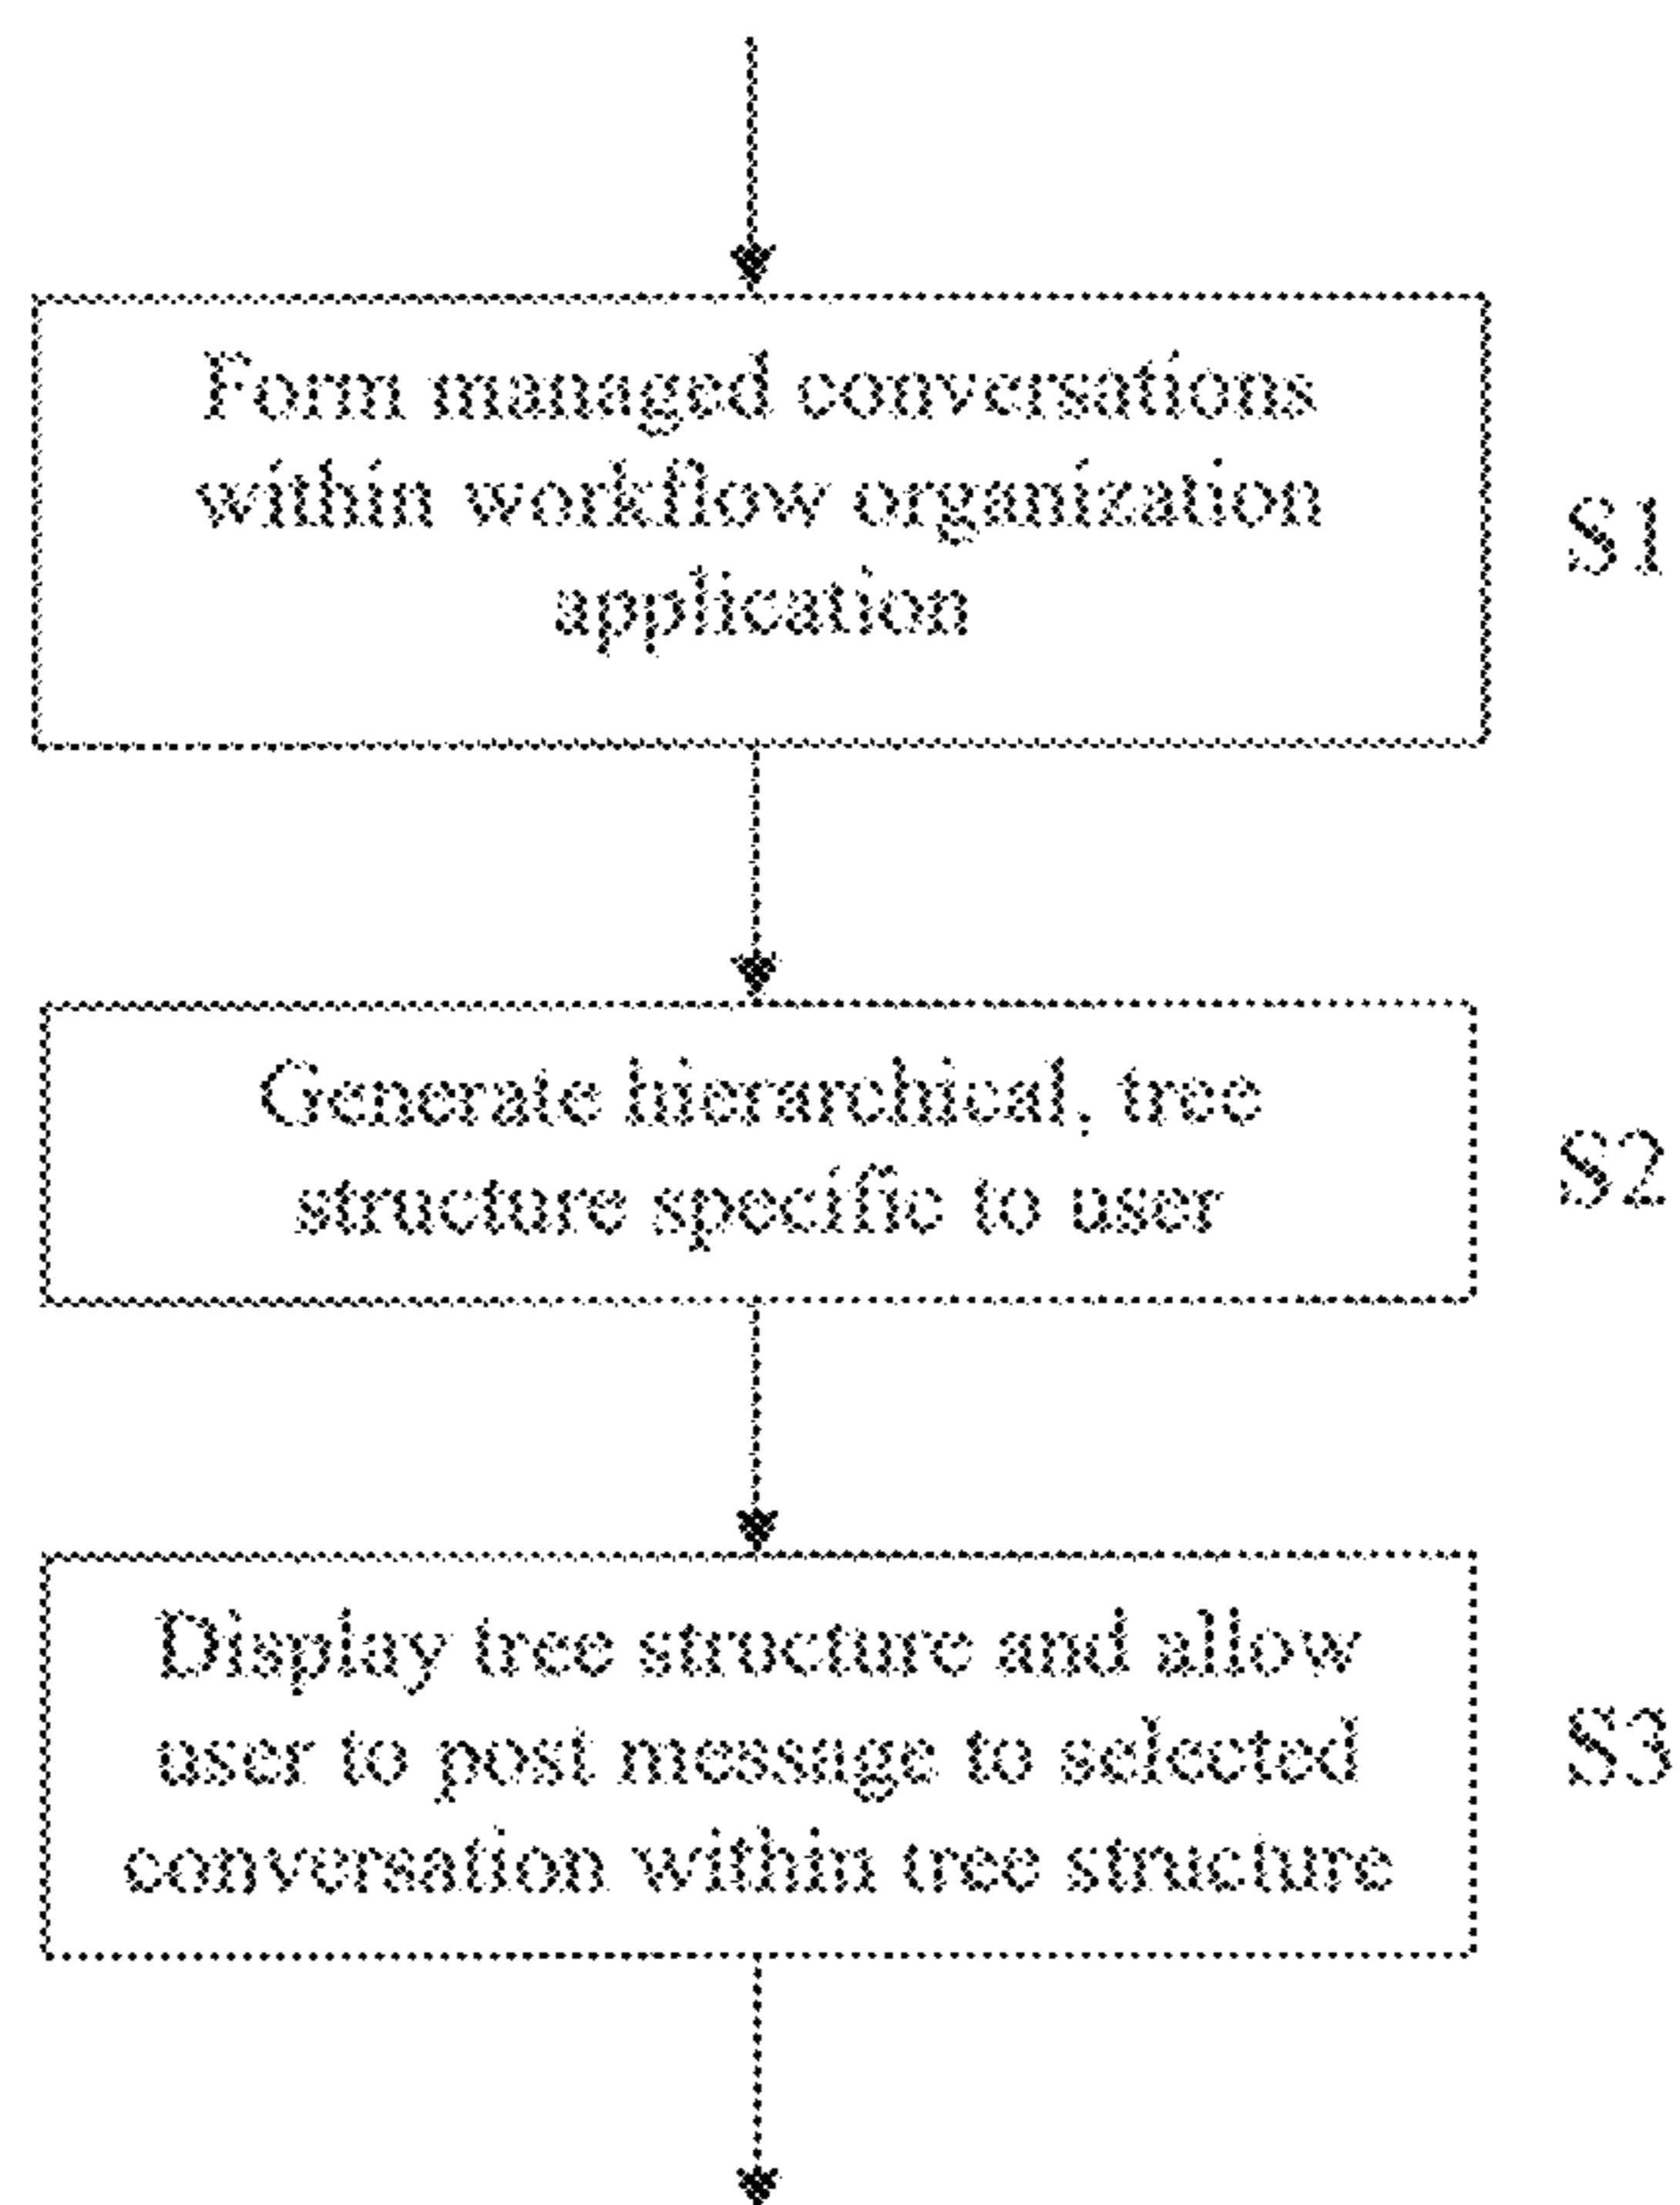 Form managed conversations
within workflow organization
application
S1
Generate hierarchical, tree
structure specific to user
S2
Display tree structure and allow
user to post message to selected
conversation within tree structure
S3